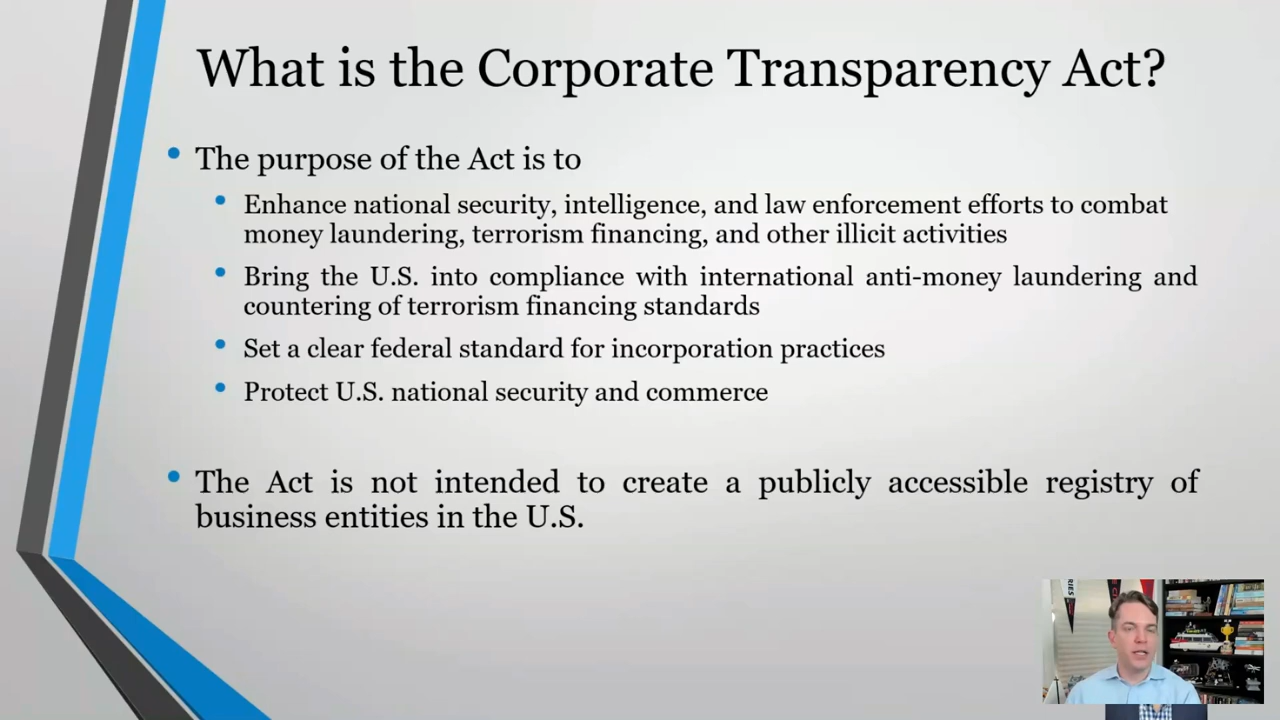 What is the Corporate Transparency Act?
• The purpose of the Act is to
• Enhance national security, intelligence, and law enforcement efforts to combat
money laundering, terrorism financing, and other illicit activities
• Bring the U.S. into compliance with international anti-money laundering and
countering of terrorism financing standards
• Set a clear federal standard for incorporation practices
• Protect U.S. national security and commerce
• The Act is not intended to create a publicly accessible registry of
business entities in the U.S.